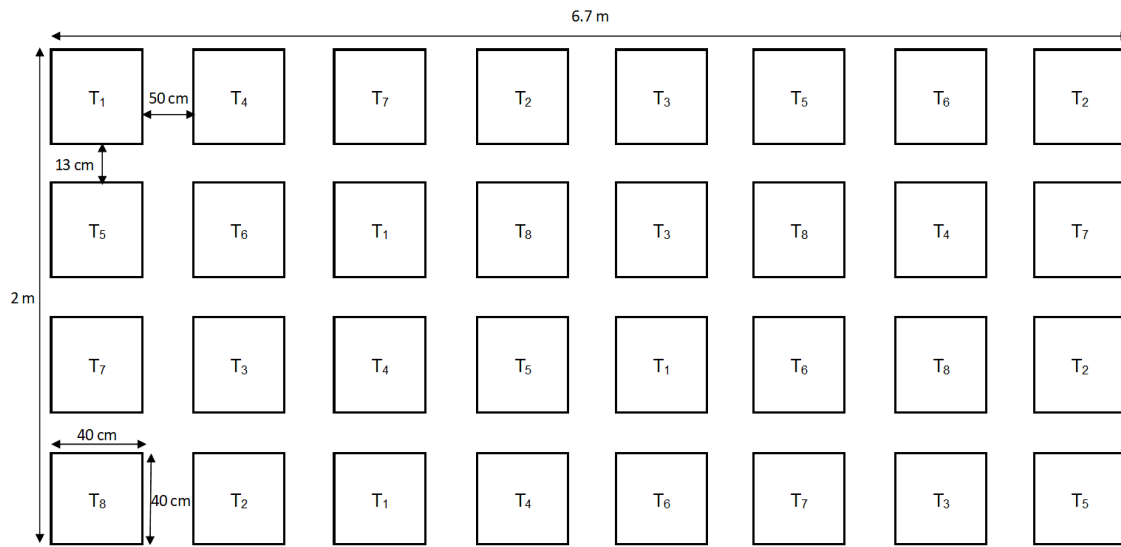 6.7 m
T₁ T₄ T₇ T₂ T₃ T₅ T₆ T₂
50 cm
13 cm
T₅ T₆ T₁ T₈ T₃ T₈ T₄ T₇
2 m
T₇ T₃ T₄ T₅ T₁ T₆ T₈ T₂
40 cm
T₈ T₂ T₁ T₄ T₆ T₇ T₃ T₅
40 cm